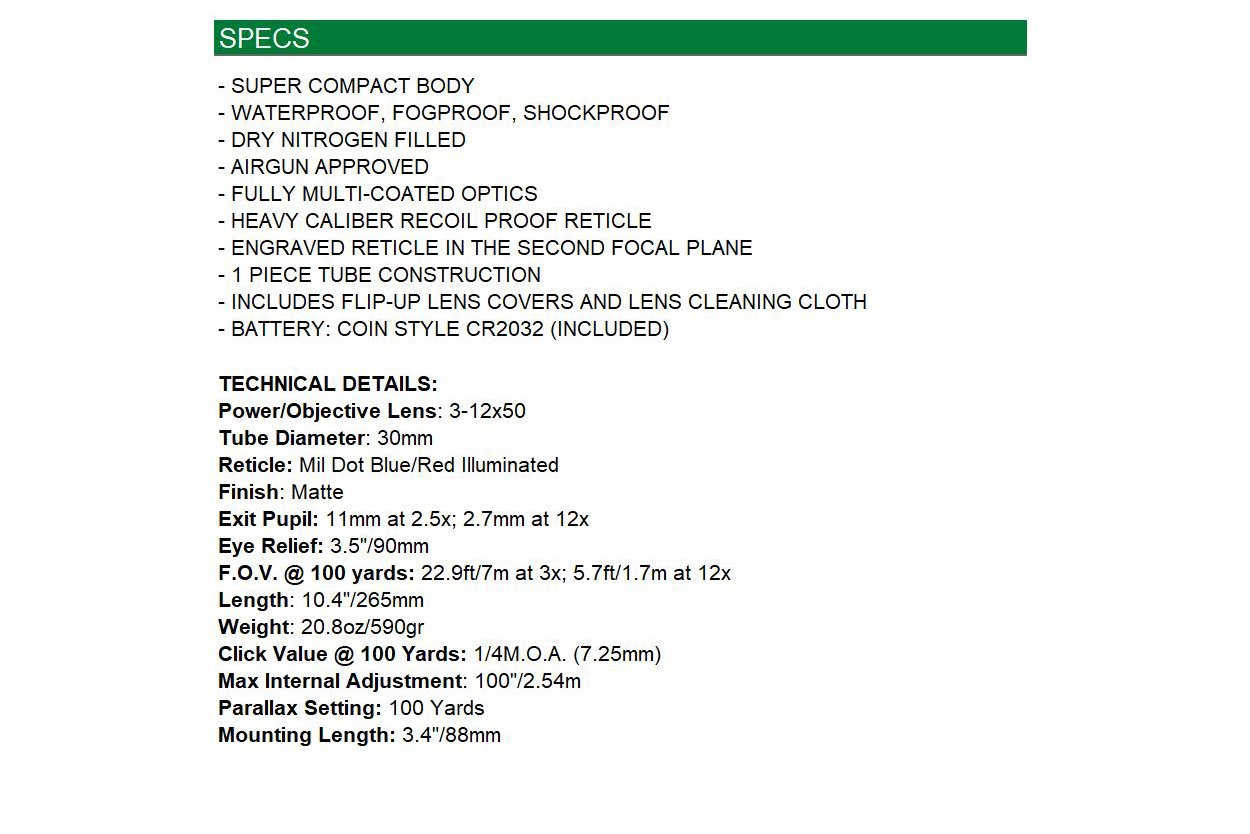 SPECS
- SUPER COMPACT BODY
- WATERPROOF, FOGPROOF, SHOCKPROOF
- DRY NITROGEN FILLED
- AIRGUN APPROVED
- FULLY MULTI-COATED OPTICS
- HEAVY CALIBER RECOIL PROOF RETICLE
- ENGRAVED RETICLE IN THE SECOND FOCAL PLANE
- 1 PIECE TUBE CONSTRUCTION
- INCLUDES FLIP-UP LENS COVERS AND LENS CLEANING CLOTH
- BATTERY: COIN STYLE CR2032 (INCLUDED)
TECHNICAL DETAILS:
Power/Objective Lens: 3-12x50
Tube Diameter: 30mm
Reticle: Mil Dot Blue/Red Illuminated
Finish: Matte
Exit Pupil: 11mm at 2.5x; 2.7mm at 12x
Eye Relief: 3.5"/90mm
F.O.V. @ 100 yards: 22.9ft/7m at 3x; 5.7ft/1.7m at 12x
Length: 10.4"/265mm
Weight: 20.8oz/590gr
Click Value @ 100 Yards: 1/4M.O.A. (7.25mm)
Max Internal Adjustment: 100"/2.54m
Parallax Setting: 100 Yards
Mounting Length: 3.4"/88mm